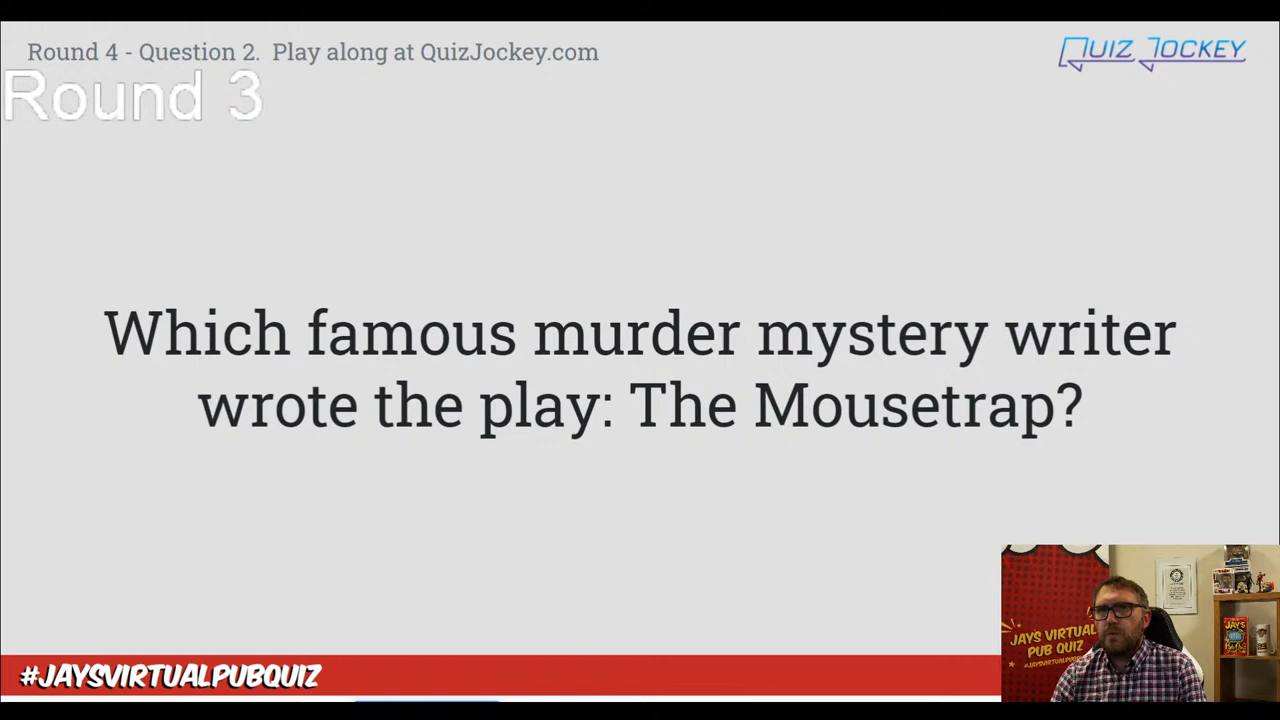 Round 4 - Question 2.  Play along at QuizJockey.com
QUIZ JOCKEY
Round 3
Which famous murder mystery writer
wrote the play: The Mousetrap?
JAYS VIRTUAL
PUB QUIZ
JAY'S
#JAYSVIRTUALPUBQUIZ